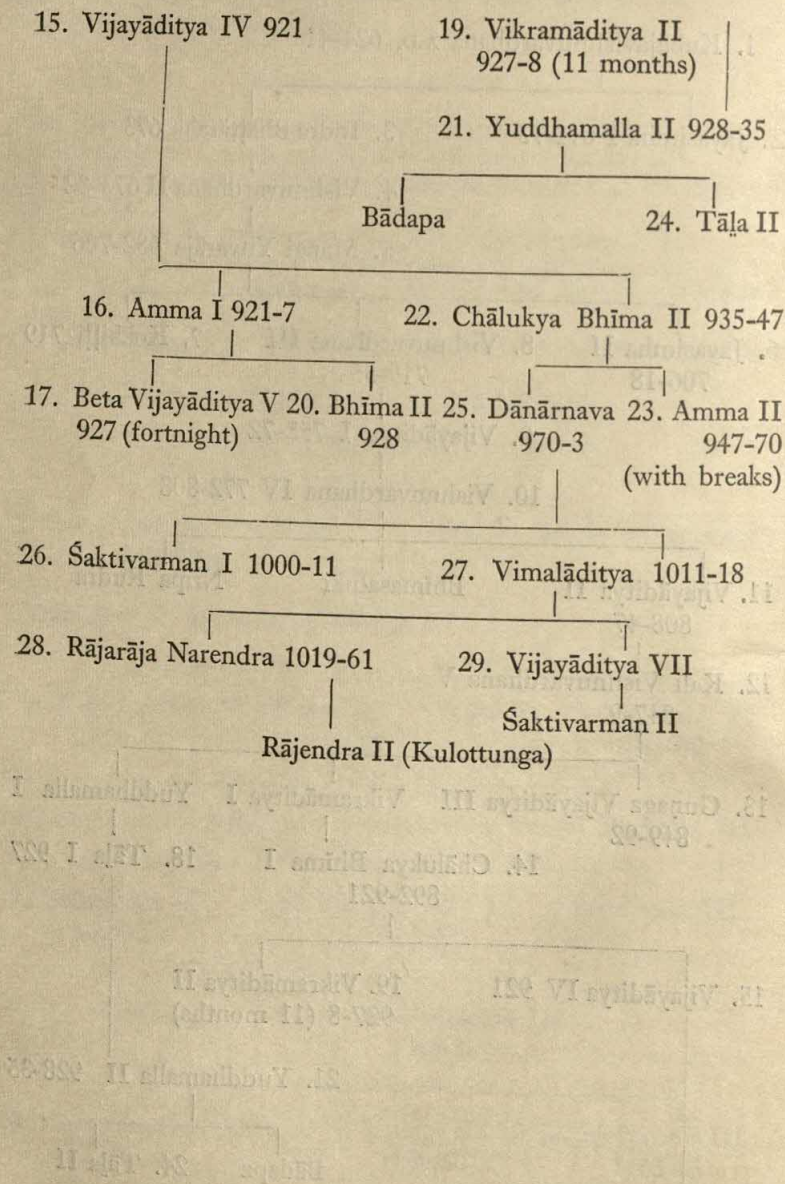 15. Vijayāditya IV 921 19. Vikramāditya II
927-8 (11 months)
21. Yuddhamalla II 928-35
Bādapa 24. Tāḷa II
16. Amma I 921-7 22. Chālukya Bhīma II 935-47
17. Beta Vijayāditya V 20. Bhīma II 25. Dānārnava 23. Amma II
927 (fortnight) 928 970-3 947-70
(with breaks)
26. Śaktivarman I 1000-11 27. Vimalāditya 1011-18
28. Rājarāja Narendra 1019-61 29. Vijayāditya VII
Śaktivarman II
Rājendra II (Kulottunga)